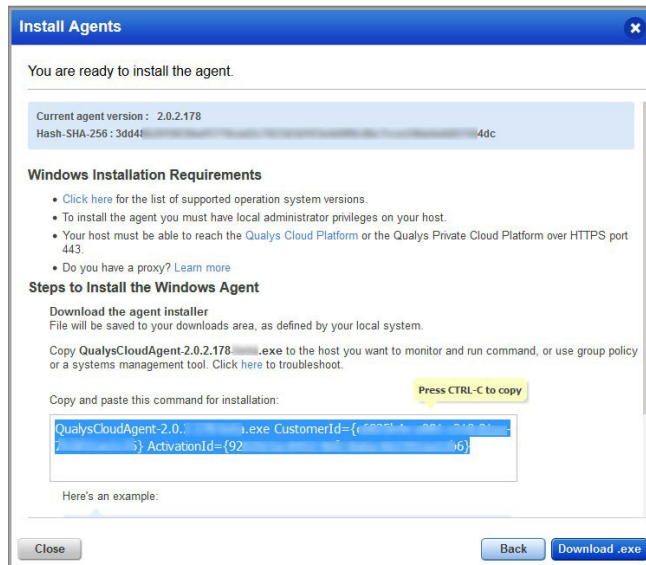 Install Agents
You are ready to install the agent.
Current agent version : 2.0.2.178
Hash-SHA-256 : 3dd4 4dc
Windows Installation Requirements
• Click here for the list of supported operation system versions.
• To install the agent you must have local administrator privileges on your host.
• Your host must be able to reach the Qualys Cloud Platform or the Qualys Private Cloud Platform over HTTPS port
443.
• Do you have a proxy? Learn more
Steps to Install the Windows Agent
Download the agent installer
File will be saved to your downloads area, as defined by your local system.
Copy QualysCloudAgent-2.0.2.178 .exe to the host you want to monitor and run command, or use group policy
or a systems management tool. Click here to troubleshoot.
Press CTRL-C to copy
Copy and paste this command for installation:
QualysCloudAgent-2.0. .exe CustomerId={
} ActivationId={92 b6}
Here's an example:
Close
Back
Download .exe